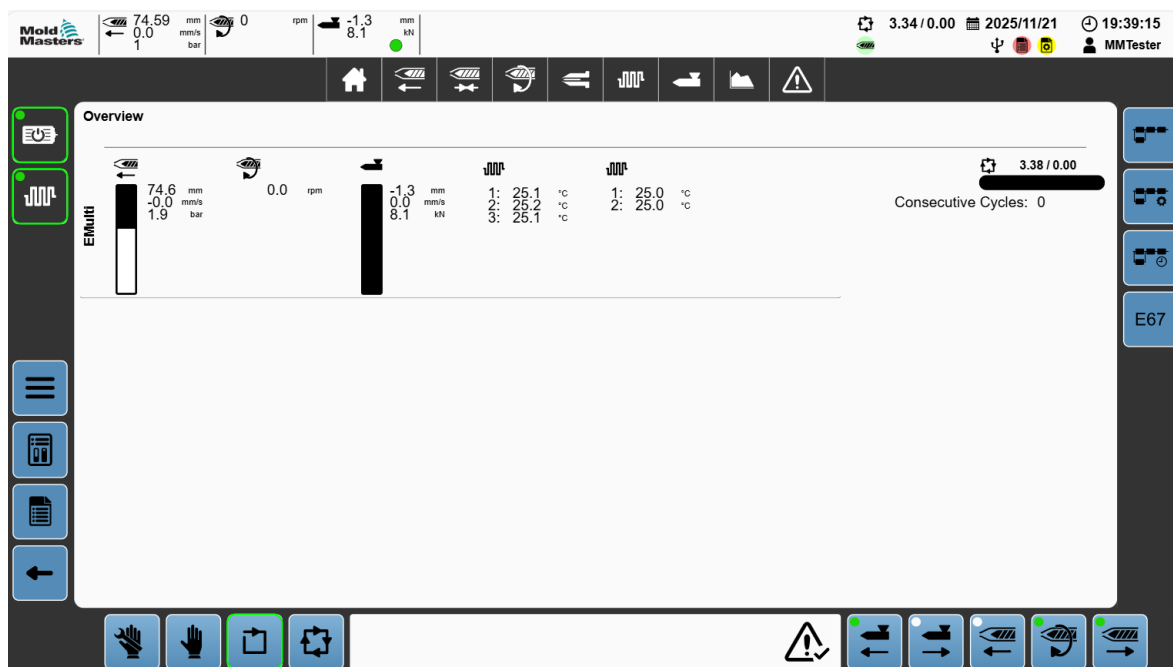 Mold Masters
74.59 mm 0 rpm -1.3 mm 3.34 / 0.00 2025/11/21 19:39:15
0.0 mm/s 8.1 kN MMTester
1 bar
Overview
3.38 / 0.00
74.6 mm 0.0 rpm -1.3 mm 1: 25.1 °C 1: 25.0 °C
-0.0 mm/s 0.0 mm/s 2: 25.2 °C 2: 25.0 °C Consecutive Cycles: 0
1.9 bar 8.1 kN 3: 25.1 °C
EMulti
E67